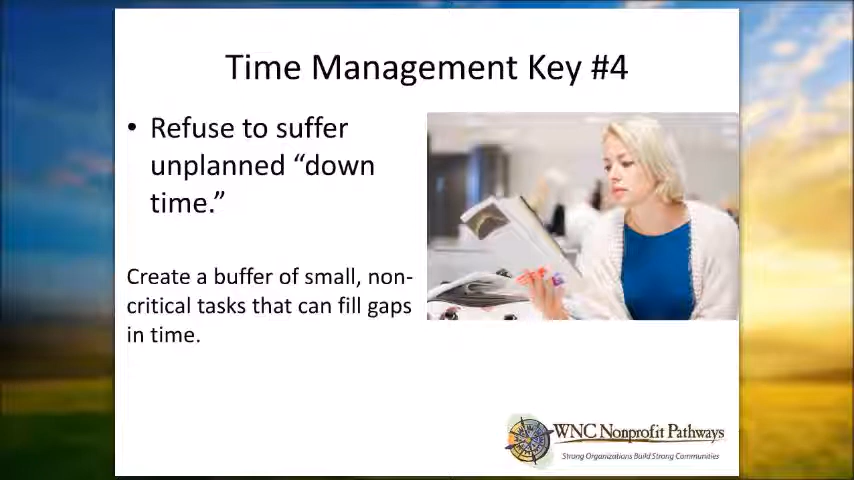 Time Management Key #4
• Refuse to suffer
unplanned “down
time.”
Create a buffer of small, non-
critical tasks that can fill gaps
in time.
WNC Nonprofit Pathways
Strong Organizations Build Strong Communities